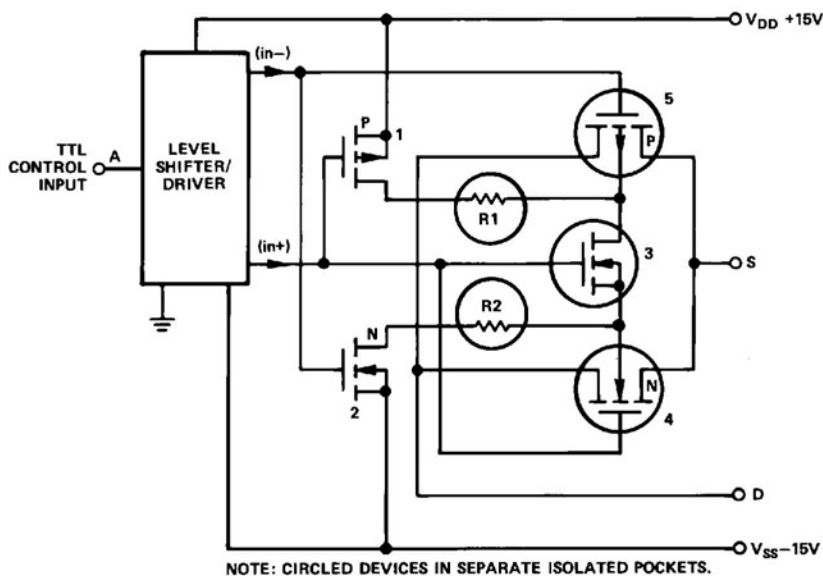 V_DD +15V
(in-)
5
P
P
1
TTL
CONTROL
INPUT
A
LEVEL
SHIFTER/
DRIVER
R1
(in+)
3
S
R2
N
N
2
4
D
V_SS-15V
NOTE: CIRCLED DEVICES IN SEPARATE ISOLATED POCKETS.